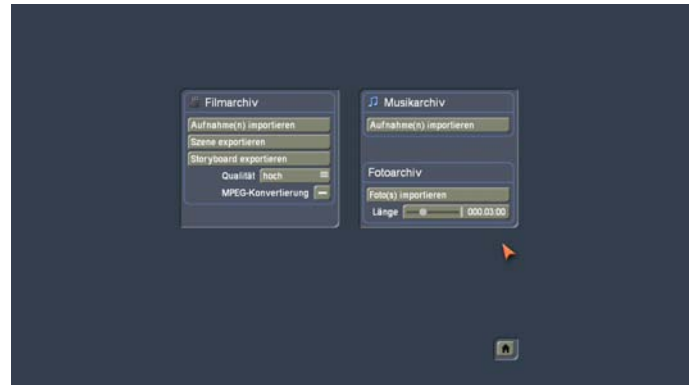 Filmarchiv
Aufnahme(n) importieren
Szene exportieren
Storyboard exportieren
Qualität hoch
MPEG-Konvertierung
Musikarchiv
Aufnahme(n) importieren
Fotoarchiv
Foto(s) importieren
Länge 000.03:00